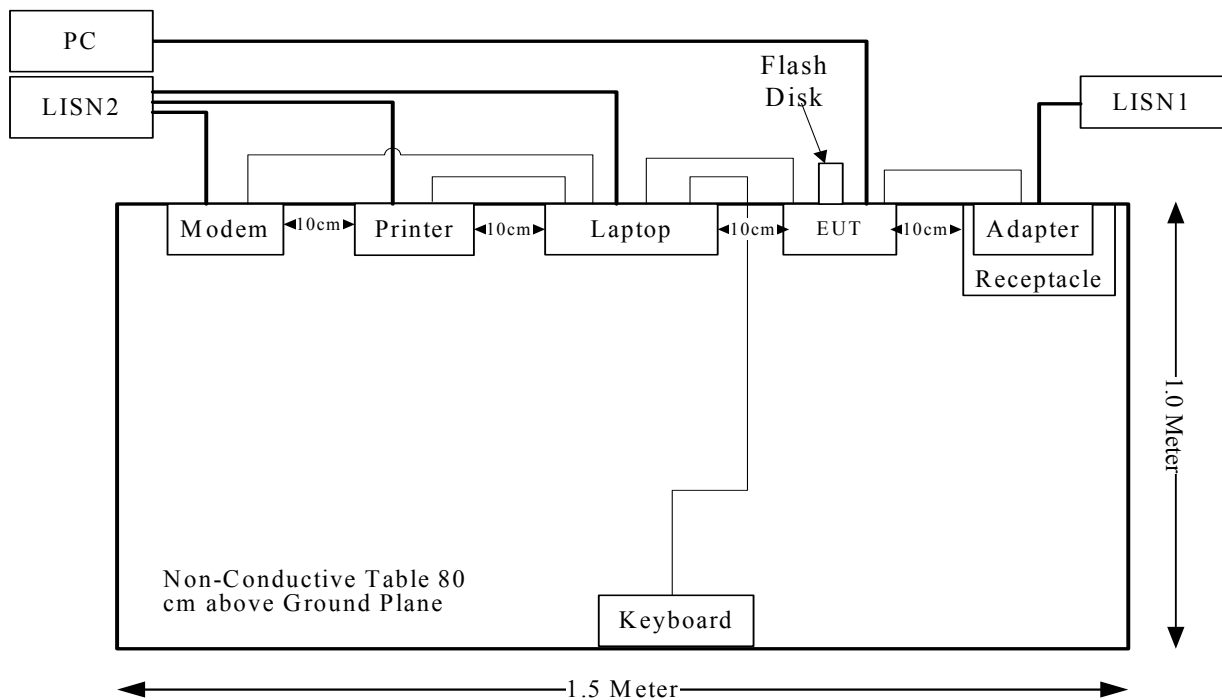 PC
Flash
Disk
LISN2
LISN1
Modem
10cm
Printer
10cm
Laptop
10cm
EUT
10cm
Adapter
Receptacle
1.0 Meter
Non-Conductive Table 80
cm above Ground Plane
Keyboard
1.5 Meter